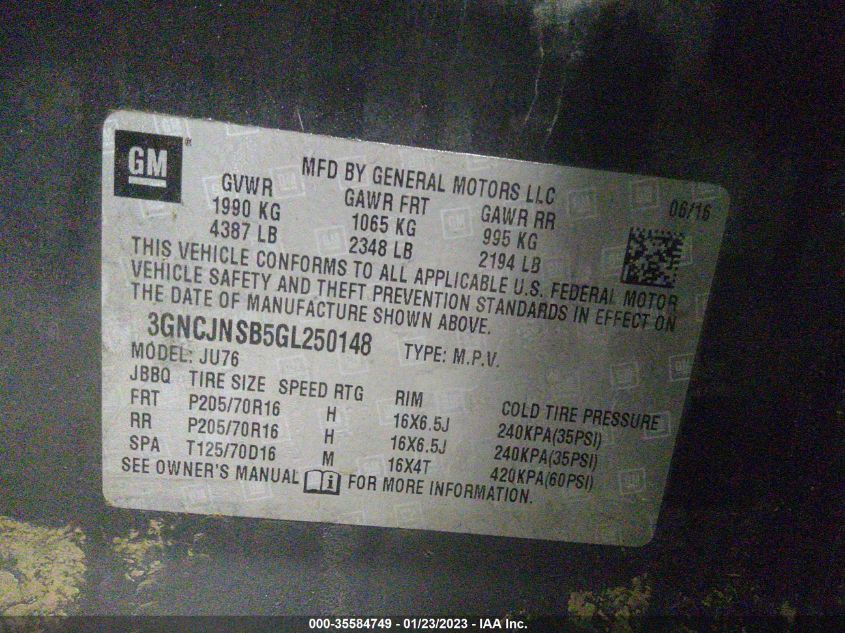 GM ®
MFD BY GENERAL MOTORS LLC
06/16
GVWR GAWR FRT GAWR RR
1990 KG 1065 KG 995 KG
4387 LB 2348 LB 2194 LB
THIS VEHICLE CONFORMS TO ALL APPLICABLE U.S. FEDERAL MOTOR
VEHICLE SAFETY AND THEFT PREVENTION STANDARDS IN EFFECT ON
THE DATE OF MANUFACTURE SHOWN ABOVE.
3GNCJNSB5GL250148 TYPE: M.P.V.
MODEL: JU76
JBBQ TIRE SIZE SPEED RTG RIM COLD TIRE PRESSURE
FRT P205/70R16 H 16X6.5J 240KPA(35PSI)
RR P205/70R16 H 16X6.5J 240KPA(35PSI)
SPA T125/70D16 M 16X4T 420KPA(60PSI)
SEE OWNER'S MANUAL FOR MORE INFORMATION.
000-35584749 - 01/23/2023 - IAA Inc.